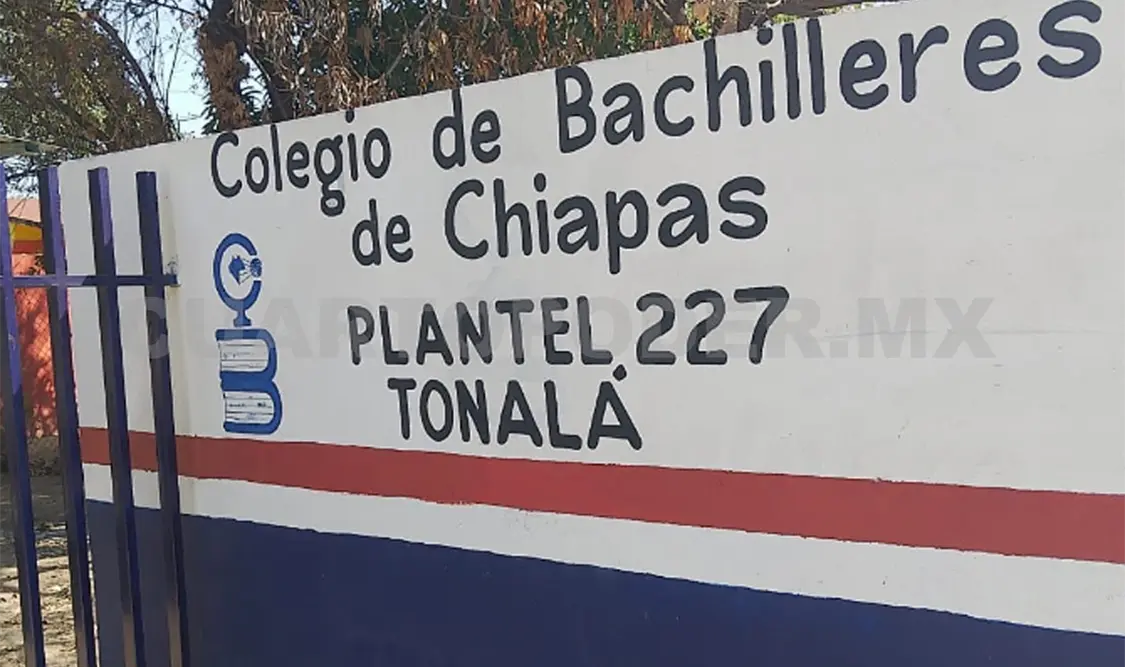 Colegio de Bachilleres
de Chiapas
PLANTEL 227
TONALÁ
CUARTOPODER.MX